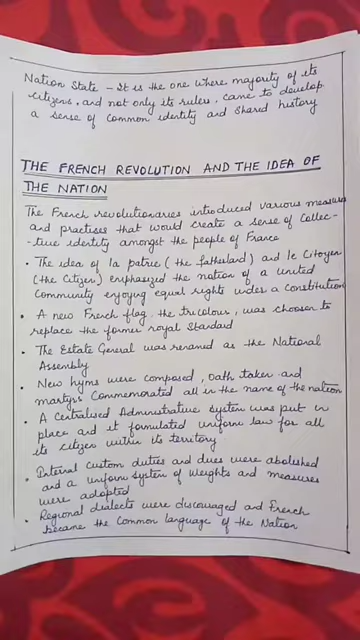 Nation State - It is the one where majority of its
citizens, and not only its rulers, came to develop
a sense of common identity and shared history
THE FRENCH REVOLUTION AND THE IDEA OF
THE NATION
The French revolutionaries introduced various measures
and practises that would create a sense of Collec-
-tive identity amongst the people of France
• The idea of la patrie (the fatherland) and le Citoyen
(the Citizen) emphasized the nation of a united
Community enjoying equal rights under a constitution
• A new French flag, the tricolour, was choosen to
replace the former royal Standard
• The Estate General was renamed as the National
Assembly
• New hyms were composed, oath taken and
martyrs Commemorated all in the name of the nation
• A Centralised Administrative system was put in
place and it formulated uniform law for all
its citizen within its territory.
• Internal custom duties and dues were abolished
and a uniform system of weights and measures
were adopted
• Regional dialects were discouraged and French
became the Common language of the Nation